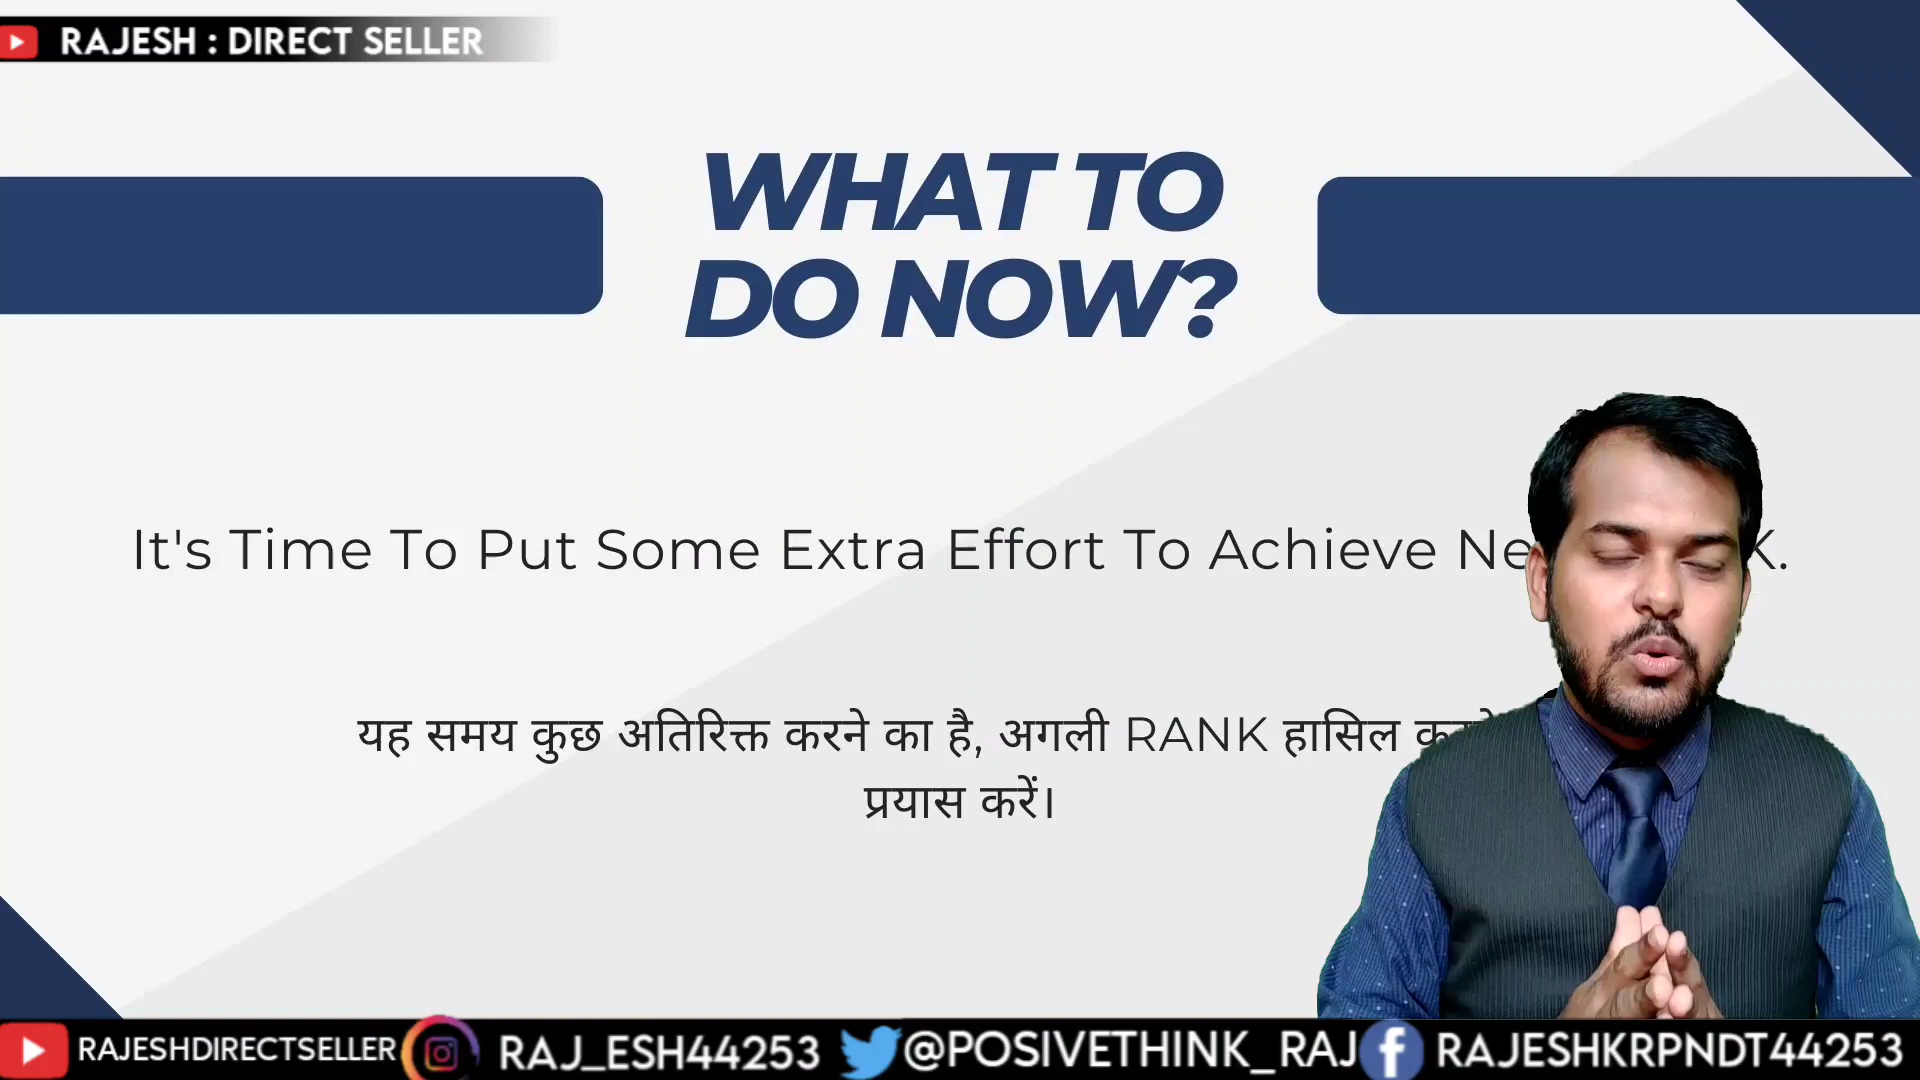 RAJESH : DIRECT SELLER
WHAT TO
DO NOW?
It's Time To Put Some Extra Effort To Achieve
यह समय कुछ अतिरिक्त करने का है, अगली RANK हासिल
प्रयास करें।
RAJESHDIRECTSELLER RAJ_ESH44253 @POSIVETHINK_RAJ RAJESHKRPNDT44253